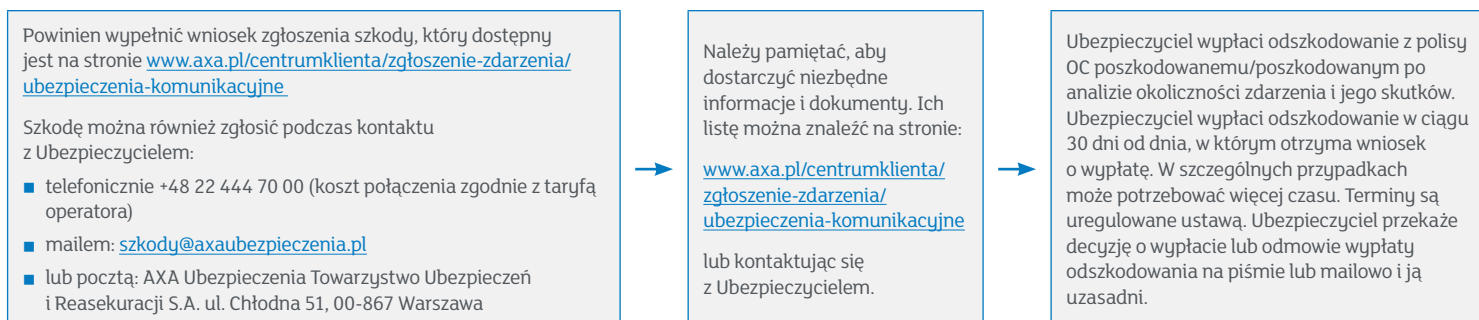 Powinien wypełnić wniosek zgłoszenia szkody, który dostępny
jest na stronie www.axa.pl/centrumklienta/zgłoszenie-zdarzenia/
ubezpieczenia-komunikacyjne
Szkodę można również zgłosić podczas kontaktu
z Ubezpieczycielem:
■ telefonicznie +48 22 444 70 00 (koszt połączenia zgodnie z taryfą
operatora)
■ mailem: szkody@axaubezpieczenia.pl
■ lub pocztą: AXA Ubezpieczenia Towarzystwo Ubezpieczeń
i Reasekuracji S.A. ul. Chłodna 51, 00-867 Warszawa
Należy pamiętać, aby
dostarczyć niezbędne
informacje i dokumenty. Ich
listę można znaleźć na stronie:
www.axa.pl/centrumklienta/
zgłoszenie-zdarzenia/
ubezpieczenia-komunikacyjne
lub kontaktując się
z Ubezpieczycielem.
Ubezpieczyciel wypłaci odszkodowanie z polisy
OC poszkodowanemu/poszkodowanym po
analizie okoliczności zdarzenia i jego skutków.
Ubezpieczyciel wypłaci odszkodowanie w ciągu
30 dni od dnia, w którym otrzyma wniosek
o wypłatę. W szczególnych przypadkach
może potrzebować więcej czasu. Terminy są
uregulowane ustawą. Ubezpieczyciel przekaże
decyzję o wypłacie lub odmowie wypłaty
odszkodowania na piśmie lub mailowo i ją
uzasadni.